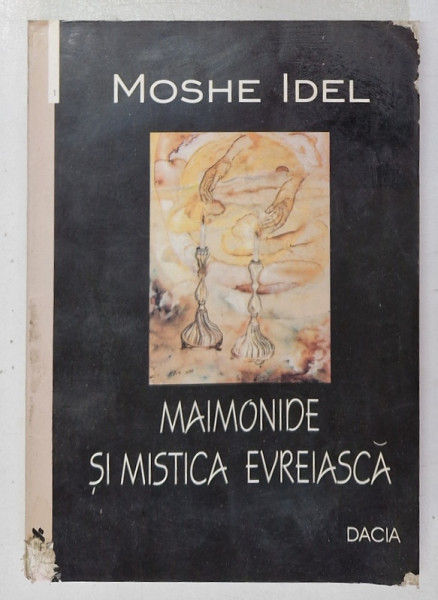 MOSHE IDEL
MAIMONIDE
ȘI MISTICA EVREIASCĂ
DACIA